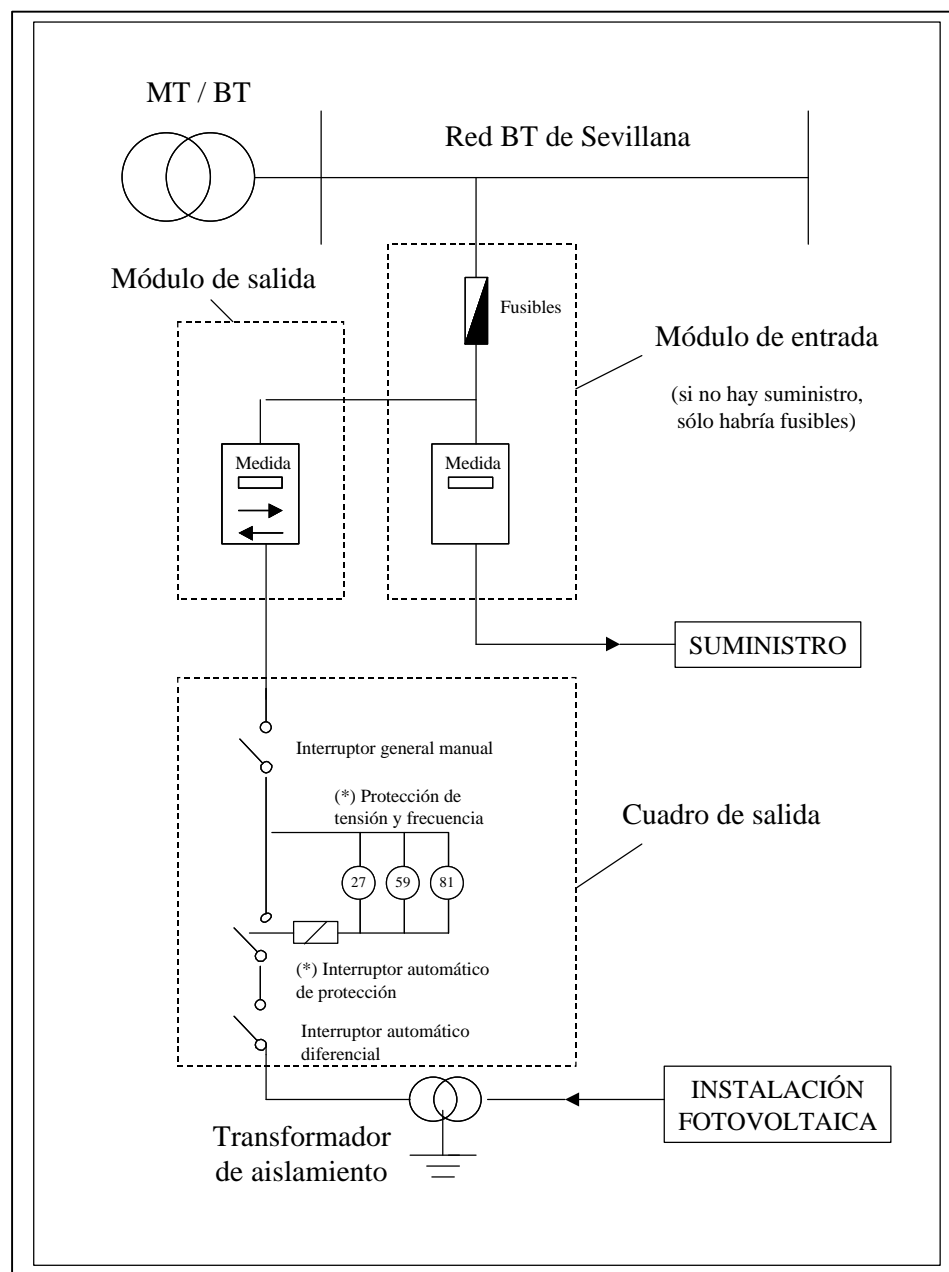 MT / BT
Red BT de Sevillana
Módulo de salida
Fusibles
Módulo de entrada
(si no hay suministro,
sólo habría fusibles)
Medida
Medida
SUMINISTRO
Interruptor general manual
(*) Protección de
tensión y frecuencia
Cuadro de salida
27
59
81
(*) Interruptor automático
de protección
Interruptor automático
diferencial
INSTALACIÓN
FOTOVOLTAICA
Transformador
de aislamiento